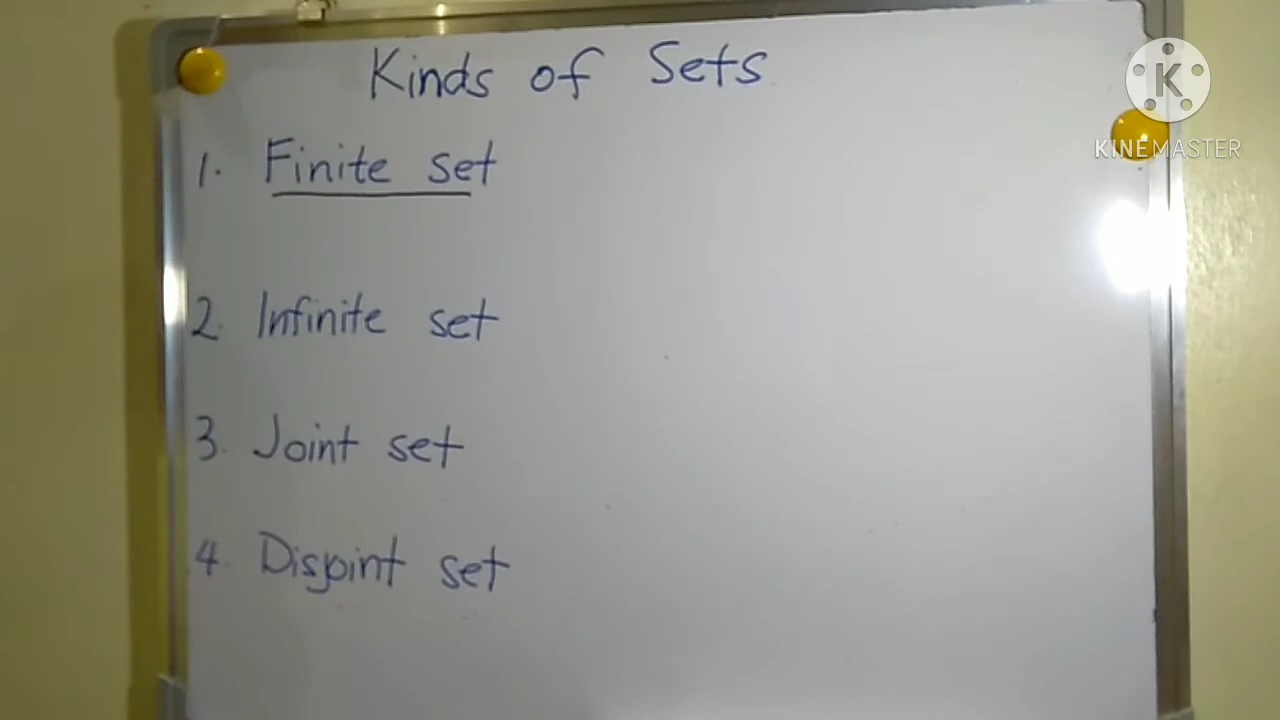 Kinds of Sets
K
KINEMASTER
1. Finite set
2. Infinite set
3. Joint set
4. Disjoint set